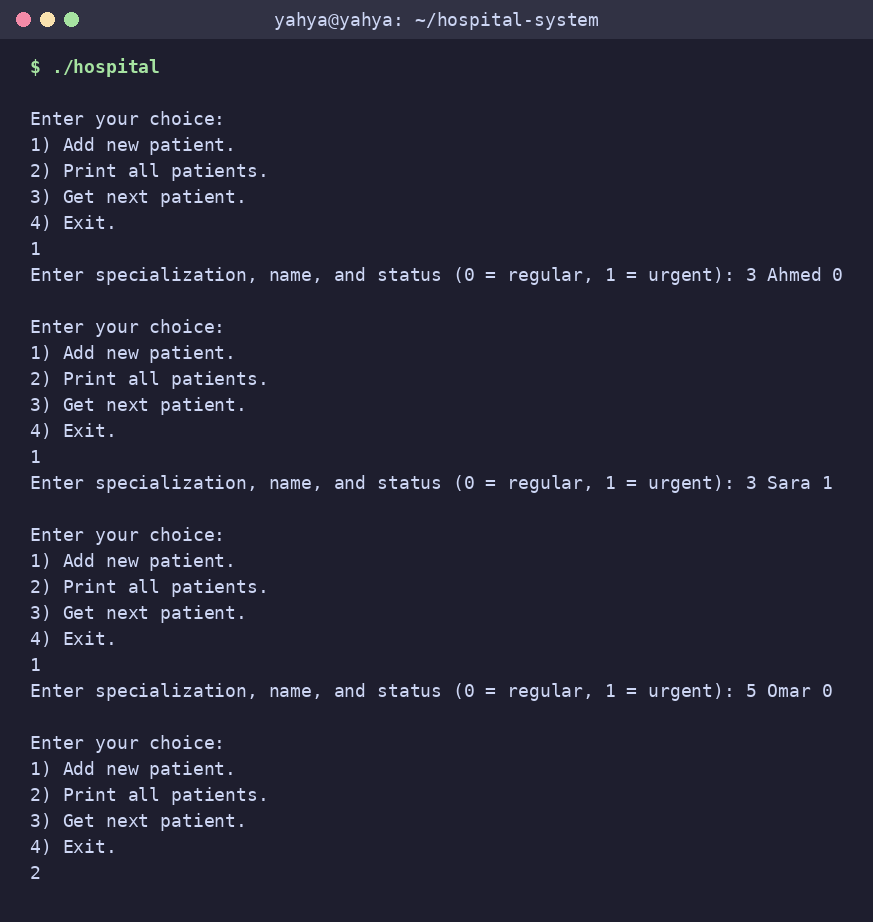 yahya@yahya: ~/hospital-system
$ ./hospital
Enter your choice:
1) Add new patient.
2) Print all patients.
3) Get next patient.
4) Exit.
1
Enter specialization, name, and status (0 = regular, 1 = urgent): 3 Ahmed 0
Enter your choice:
1) Add new patient.
2) Print all patients.
3) Get next patient.
4) Exit.
1
Enter specialization, name, and status (0 = regular, 1 = urgent): 3 Sara 1
Enter your choice:
1) Add new patient.
2) Print all patients.
3) Get next patient.
4) Exit.
1
Enter specialization, name, and status (0 = regular, 1 = urgent): 5 Omar 0
Enter your choice:
1) Add new patient.
2) Print all patients.
3) Get next patient.
4) Exit.
2